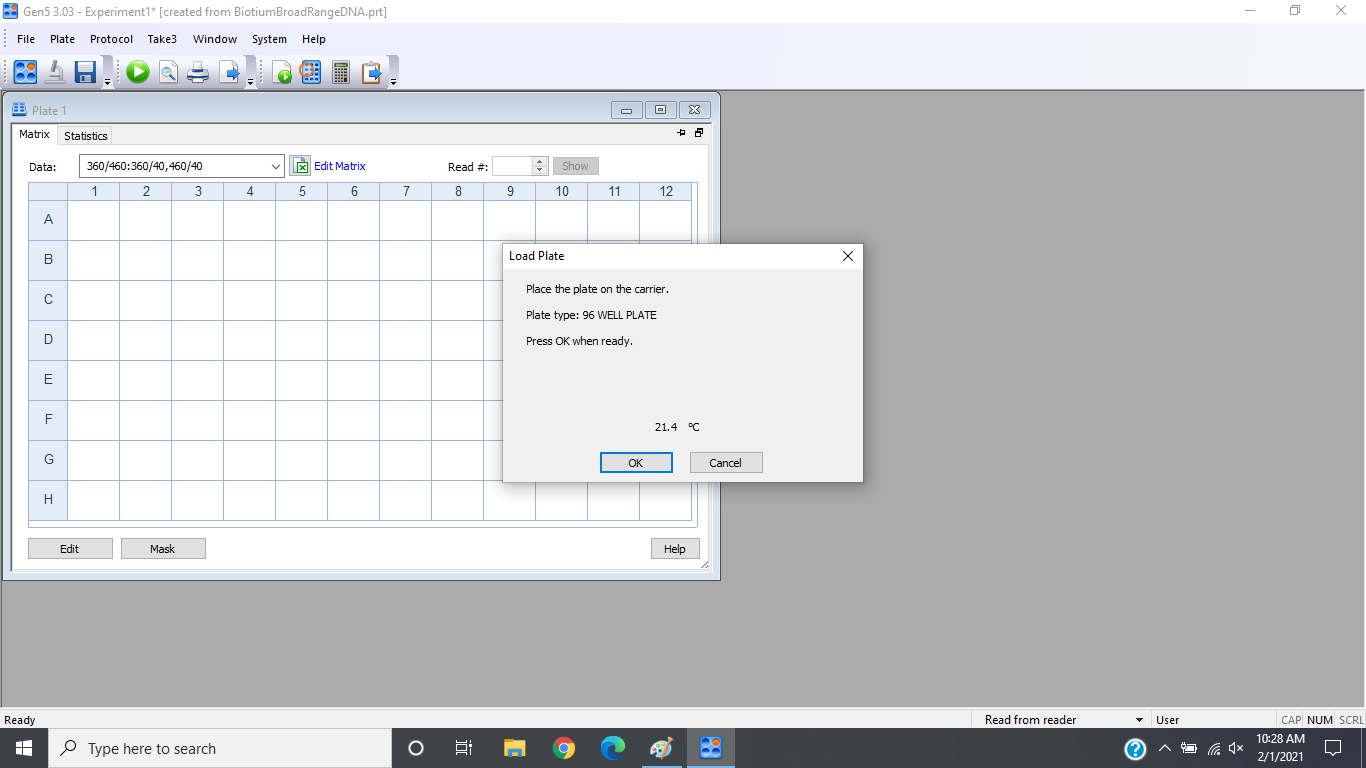 Gen5 3.03 - Experiment1* [created from BiotiumBroadRangeDNA.prt]
File Plate Protocol Take3 Window System Help
Plate 1
Matrix Statistics
Data: 360/460:360/40,460/40 Edit Matrix Read #: Show
1 2 3 4 5 6 7 8 9 10 11 12
A
B
C
D
E
F
G
H
Load Plate
Place the plate on the carrier.
Plate type: 96 WELL PLATE
Press OK when ready.
21.4 °C
OK Cancel
Edit Mask Help
Ready Read from reader User CAP NUM SCRL
Type here to search
10:28 AM
2/1/2021